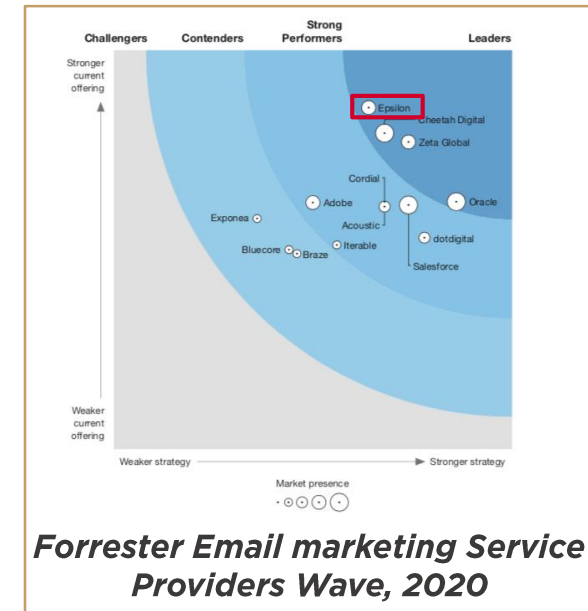 Challengers
Contenders
Strong
Performers
Leaders
Stronger
current
offering
Epsilon
Cheetah Digital
Zeta Global
Cordial
Adobe
Oracle
Exponea
Acoustic
dotdigital
Bluecore
Braze
Iterable
Salesforce
Weaker
current
offering
Weaker strategy
Stronger strategy
Market presence
Forrester Email marketing Service
Providers Wave, 2020